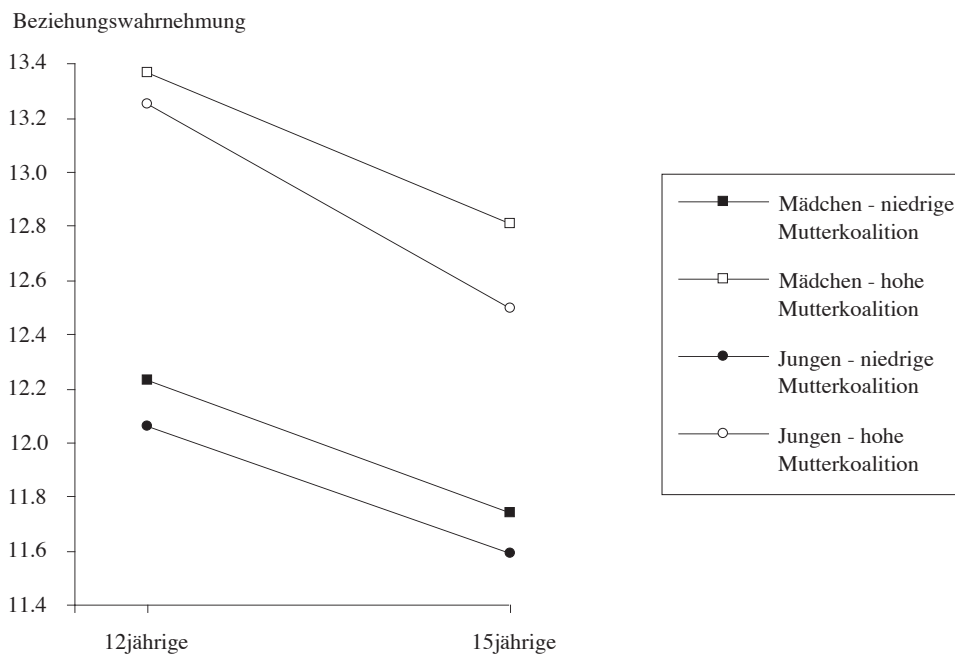 Beziehungswahrnehmung
13.4
13.2
13.0
12.8
12.6
12.4
12.2
12.0
11.8
11.6
11.4
12jährige
15jährige
Mädchen - niedrige
Mutterkoalition
Mädchen - hohe
Mutterkoalition
Jungen - niedrige
Mutterkoalition
Jungen - hohe
Mutterkoalition